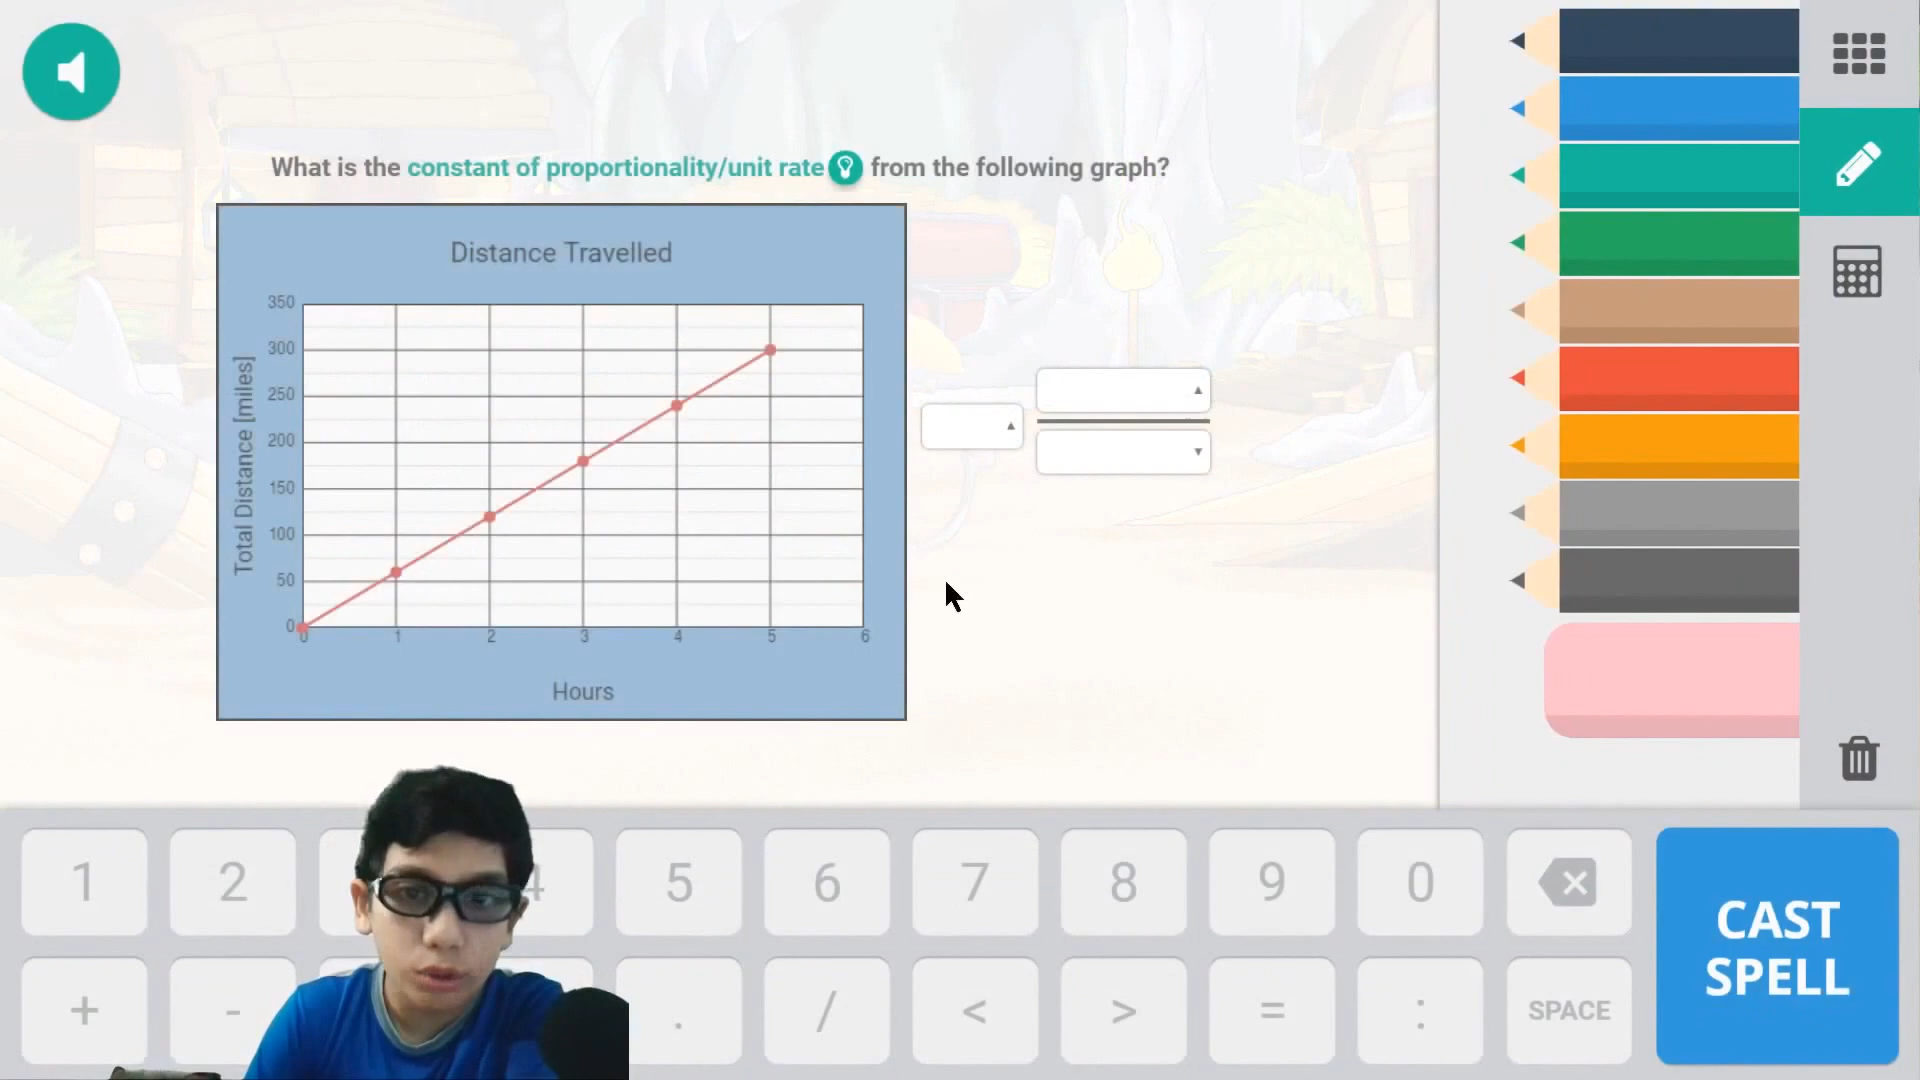 What is the constant of proportionality/unit rate from the following graph?
Distance Travelled
350
300
250
200
150
100
50
0
Total Distance [miles]
0 1 2 3 4 5 6
Hours
1 2 4 5 6 7 8 9 0
+ - . / < > = : SPACE
CAST
SPELL